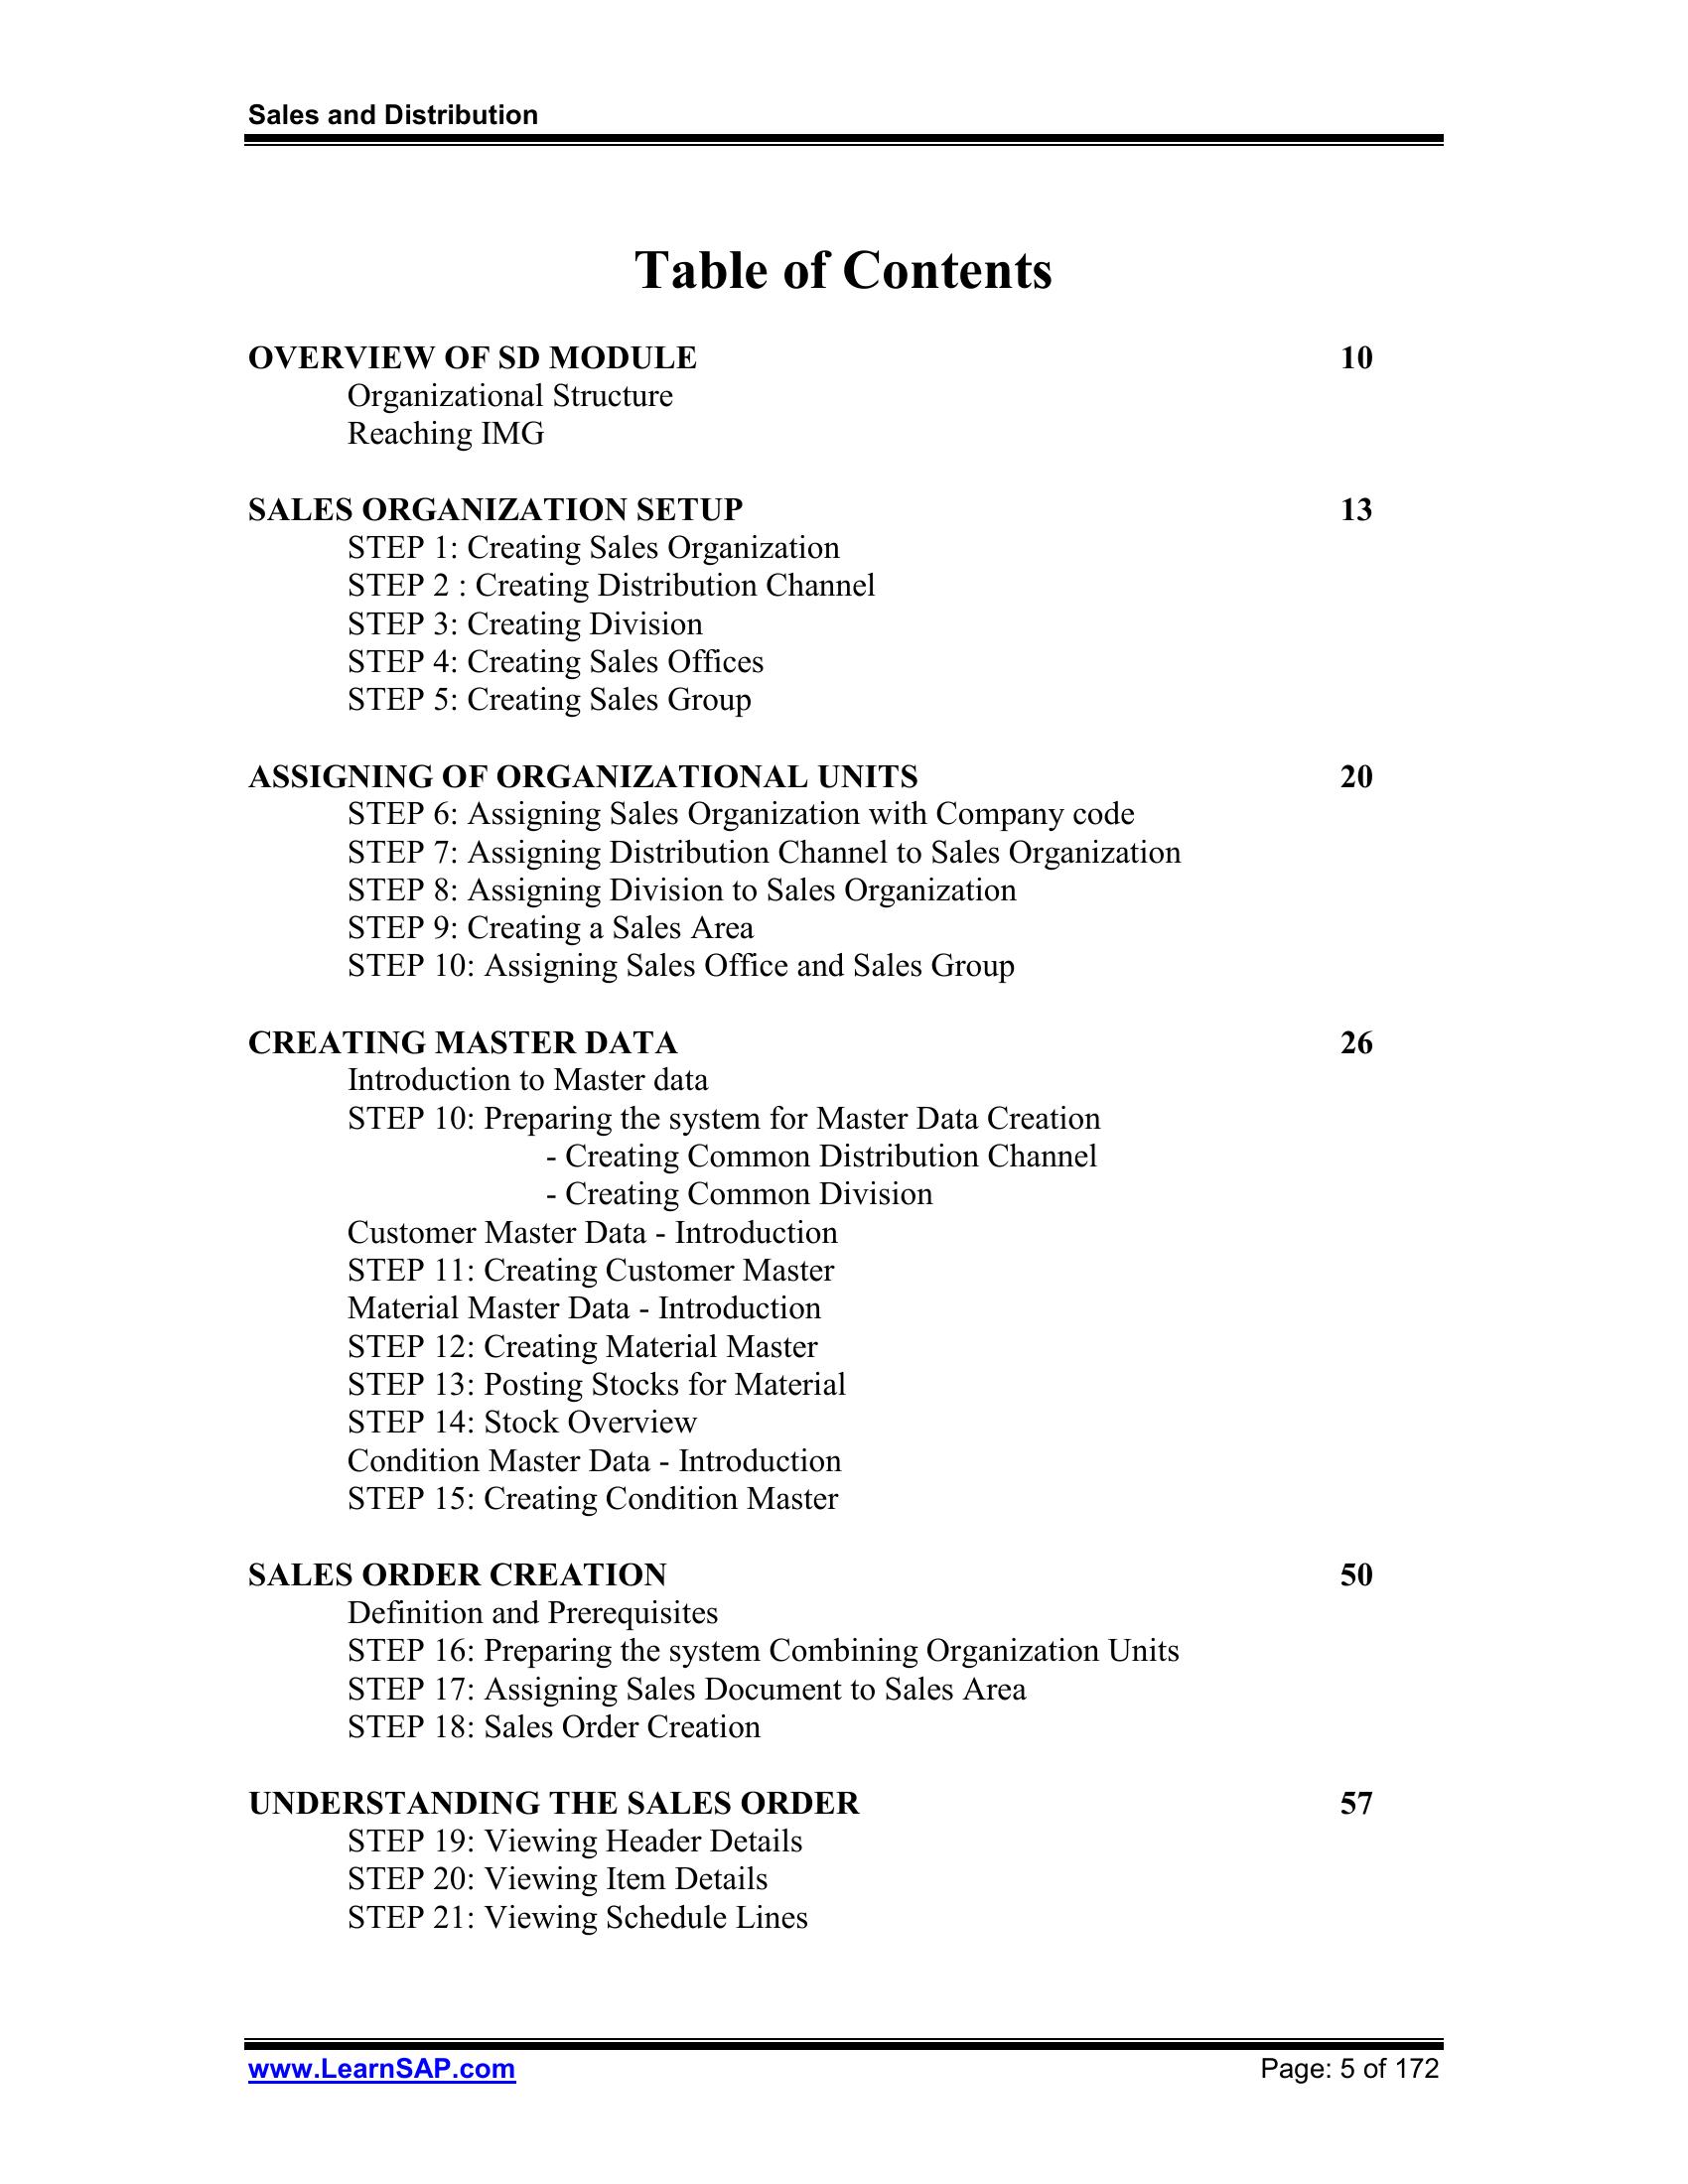 Sales and Distribution
Table of Contents
OVERVIEW OF SD MODULE 10
Organizational Structure
Reaching IMG
SALES ORGANIZATION SETUP 13
STEP 1: Creating Sales Organization
STEP 2 : Creating Distribution Channel
STEP 3: Creating Division
STEP 4: Creating Sales Offices
STEP 5: Creating Sales Group
ASSIGNING OF ORGANIZATIONAL UNITS 20
STEP 6: Assigning Sales Organization with Company code
STEP 7: Assigning Distribution Channel to Sales Organization
STEP 8: Assigning Division to Sales Organization
STEP 9: Creating a Sales Area
STEP 10: Assigning Sales Office and Sales Group
CREATING MASTER DATA 26
Introduction to Master data
STEP 10: Preparing the system for Master Data Creation
- Creating Common Distribution Channel
- Creating Common Division
Customer Master Data - Introduction
STEP 11: Creating Customer Master
Material Master Data - Introduction
STEP 12: Creating Material Master
STEP 13: Posting Stocks for Material
STEP 14: Stock Overview
Condition Master Data - Introduction
STEP 15: Creating Condition Master
SALES ORDER CREATION 50
Definition and Prerequisites
STEP 16: Preparing the system Combining Organization Units
STEP 17: Assigning Sales Document to Sales Area
STEP 18: Sales Order Creation
UNDERSTANDING THE SALES ORDER 57
STEP 19: Viewing Header Details
STEP 20: Viewing Item Details
STEP 21: Viewing Schedule Lines
www.LearnSAP.com Page: 5 of 172